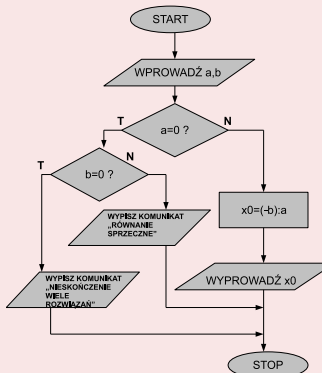 START
WPROWADŹ a,b
T
a=0 ?
N
T
b=0 ?
N
x0=(-b):a
WYPISZ KOMUNIKAT
„RÓWNANIE
SPRZECZNE”
WYPROWADŹ x0
WYPISZ KOMUNIKAT
„NIESKOŃCZENIE
WIELE
ROZWIĄZAŃ”
STOP